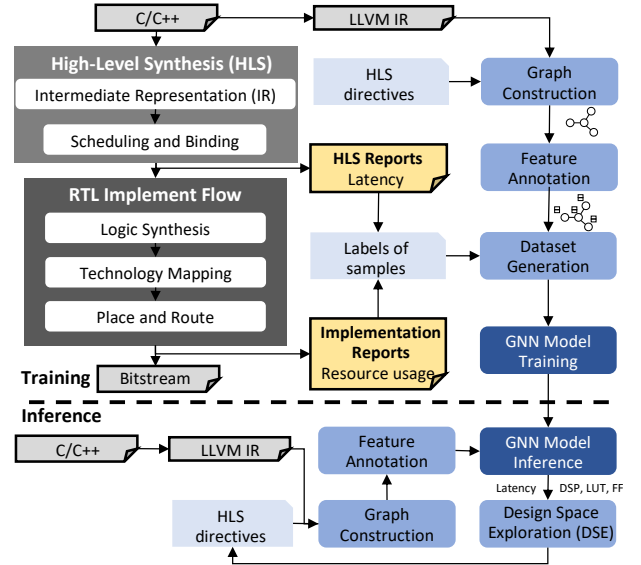 C/C++
LLVM IR
High-Level Synthesis (HLS)
Intermediate Representation (IR)
Scheduling and Binding
HLS
directives
Graph
Construction
HLS Reports
Latency
Feature
Annotation
RTL Implement Flow
Logic Synthesis
Technology Mapping
Place and Route
Labels of
samples
Dataset
Generation
Implementation
Reports
Resource usage
GNN Model
Training
Training
Bitstream
Inference
C/C++
LLVM IR
Feature
Annotation
GNN Model
Inference
Latency
DSP, LUT, FF
HLS
directives
Graph
Construction
Design Space
Exploration (DSE)